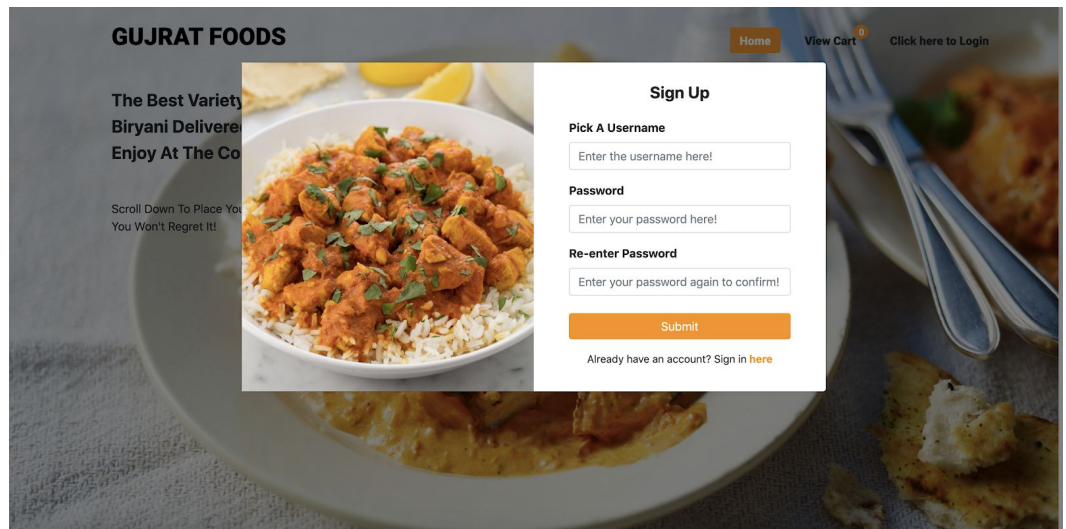 GUJRAT FOODS
Home
View Cart
0
Click here to Login
The Best Variety
Biryani Delivered
Enjoy At The Co
Scroll Down To Place You
You Won't Regret It!
Sign Up
Pick A Username
Enter the username here!
Password
Enter your password here!
Re-enter Password
Enter your password again to confirm!
Submit
Already have an account? Sign in here